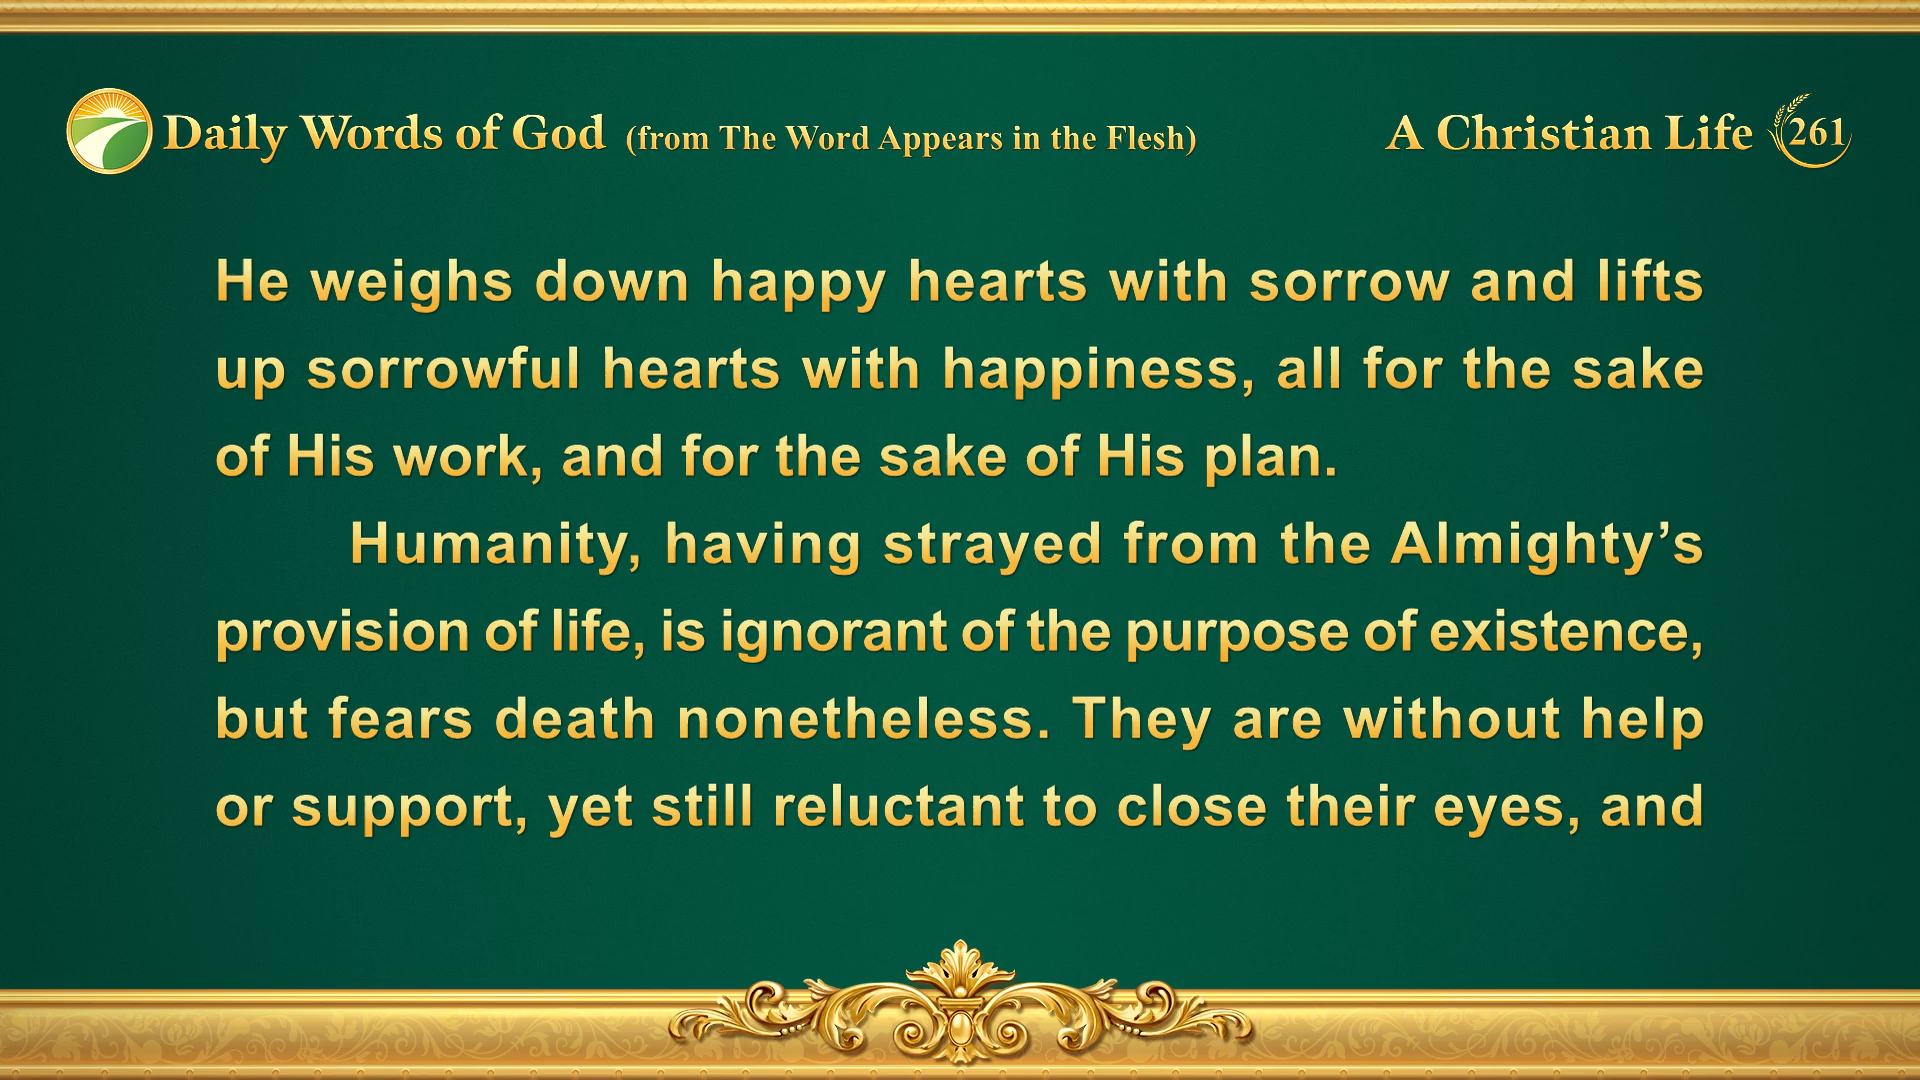 Daily Words of God (from The Word Appears in the Flesh)
A Christian Life 261
He weighs down happy hearts with sorrow and lifts
up sorrowful hearts with happiness, all for the sake
of His work, and for the sake of His plan.
Humanity, having strayed from the Almighty’s
provision of life, is ignorant of the purpose of existence,
but fears death nonetheless. They are without help
or support, yet still reluctant to close their eyes, and